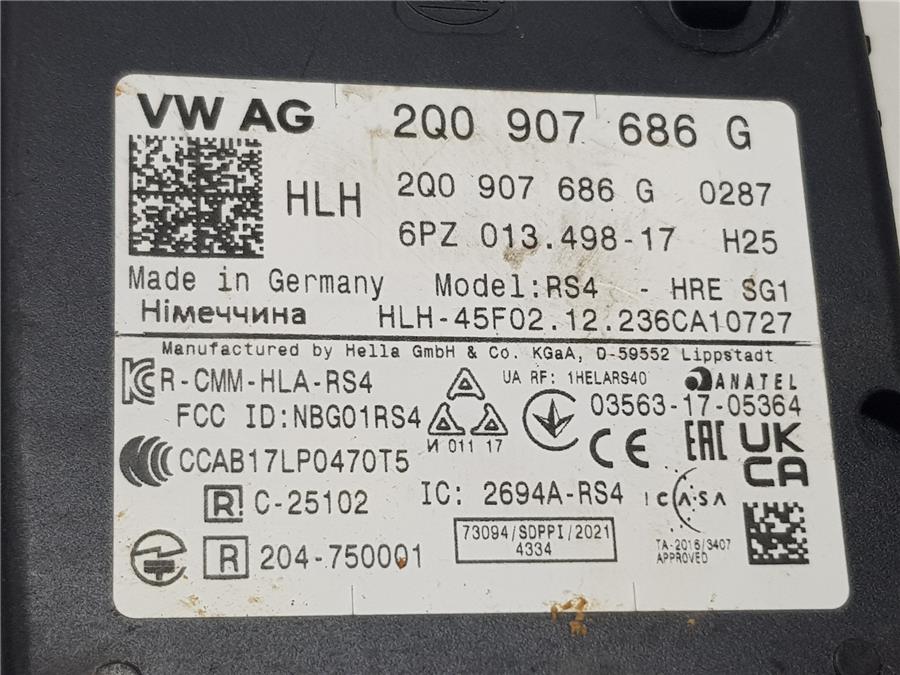 VW AG 2Q0 907 686 G
HLH 2Q0 907 686 G 0287
6PZ 013.498-17 H25
Made in Germany Model:RS4 - HRE SG1
Німеччина HLH-45F02.12.236CA10727
Manufactured by Hella GmbH & Co. KGaA, D-59552 Lippstadt
R-CMM-HLA-RS4 UA RF: 1HELARS40 ANATEL
FCC ID:NBG01RS4 03563-17-05364
И 011 17 CE EAC UK CA
CCAB17LP0470T5
R! C-25102 IC: 2694A-RS4 ICASA
73094/SDPPI/2021
4334
TA-2016/3407
APPROVED
R 204-750001